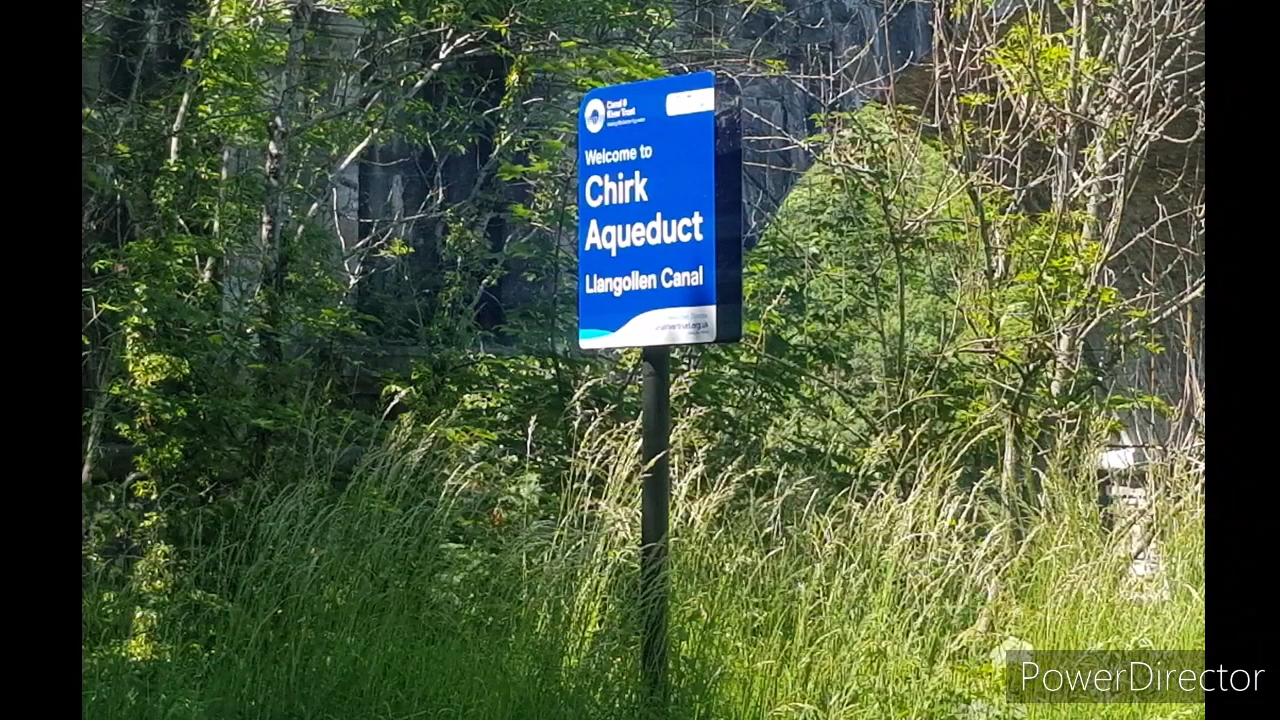 Canal &
River Trust
Welcome to
Chirk
Aqueduct
Llangollen Canal
PowerDirector